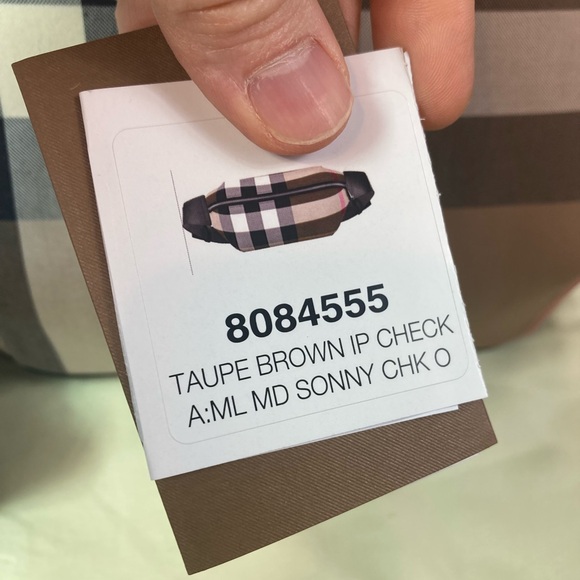 8084555
TAUPE BROWN IP CHECK
A:ML MD SONNY CHK O